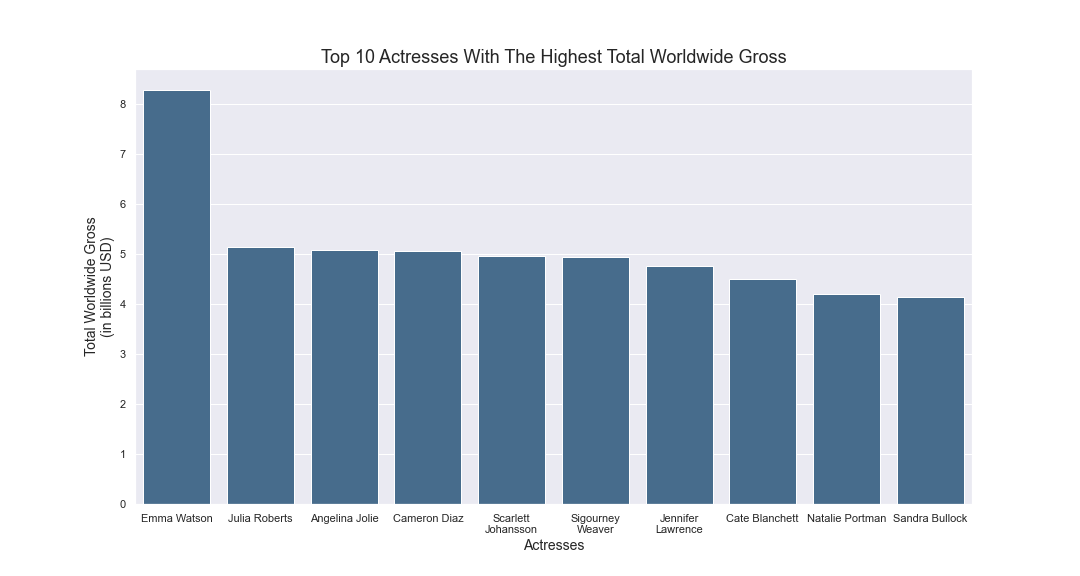 Top 10 Actresses With The Highest Total Worldwide Gross
Total Worldwide Gross
(in billions USD)
8
7
6
5
4
3
2
1
0
Emma Watson
Julia Roberts
Angelina Jolie
Cameron Diaz
Scarlett
Johansson
Sigourney
Weaver
Jennifer
Lawrence
Cate Blanchett
Natalie Portman
Sandra Bullock
Actresses